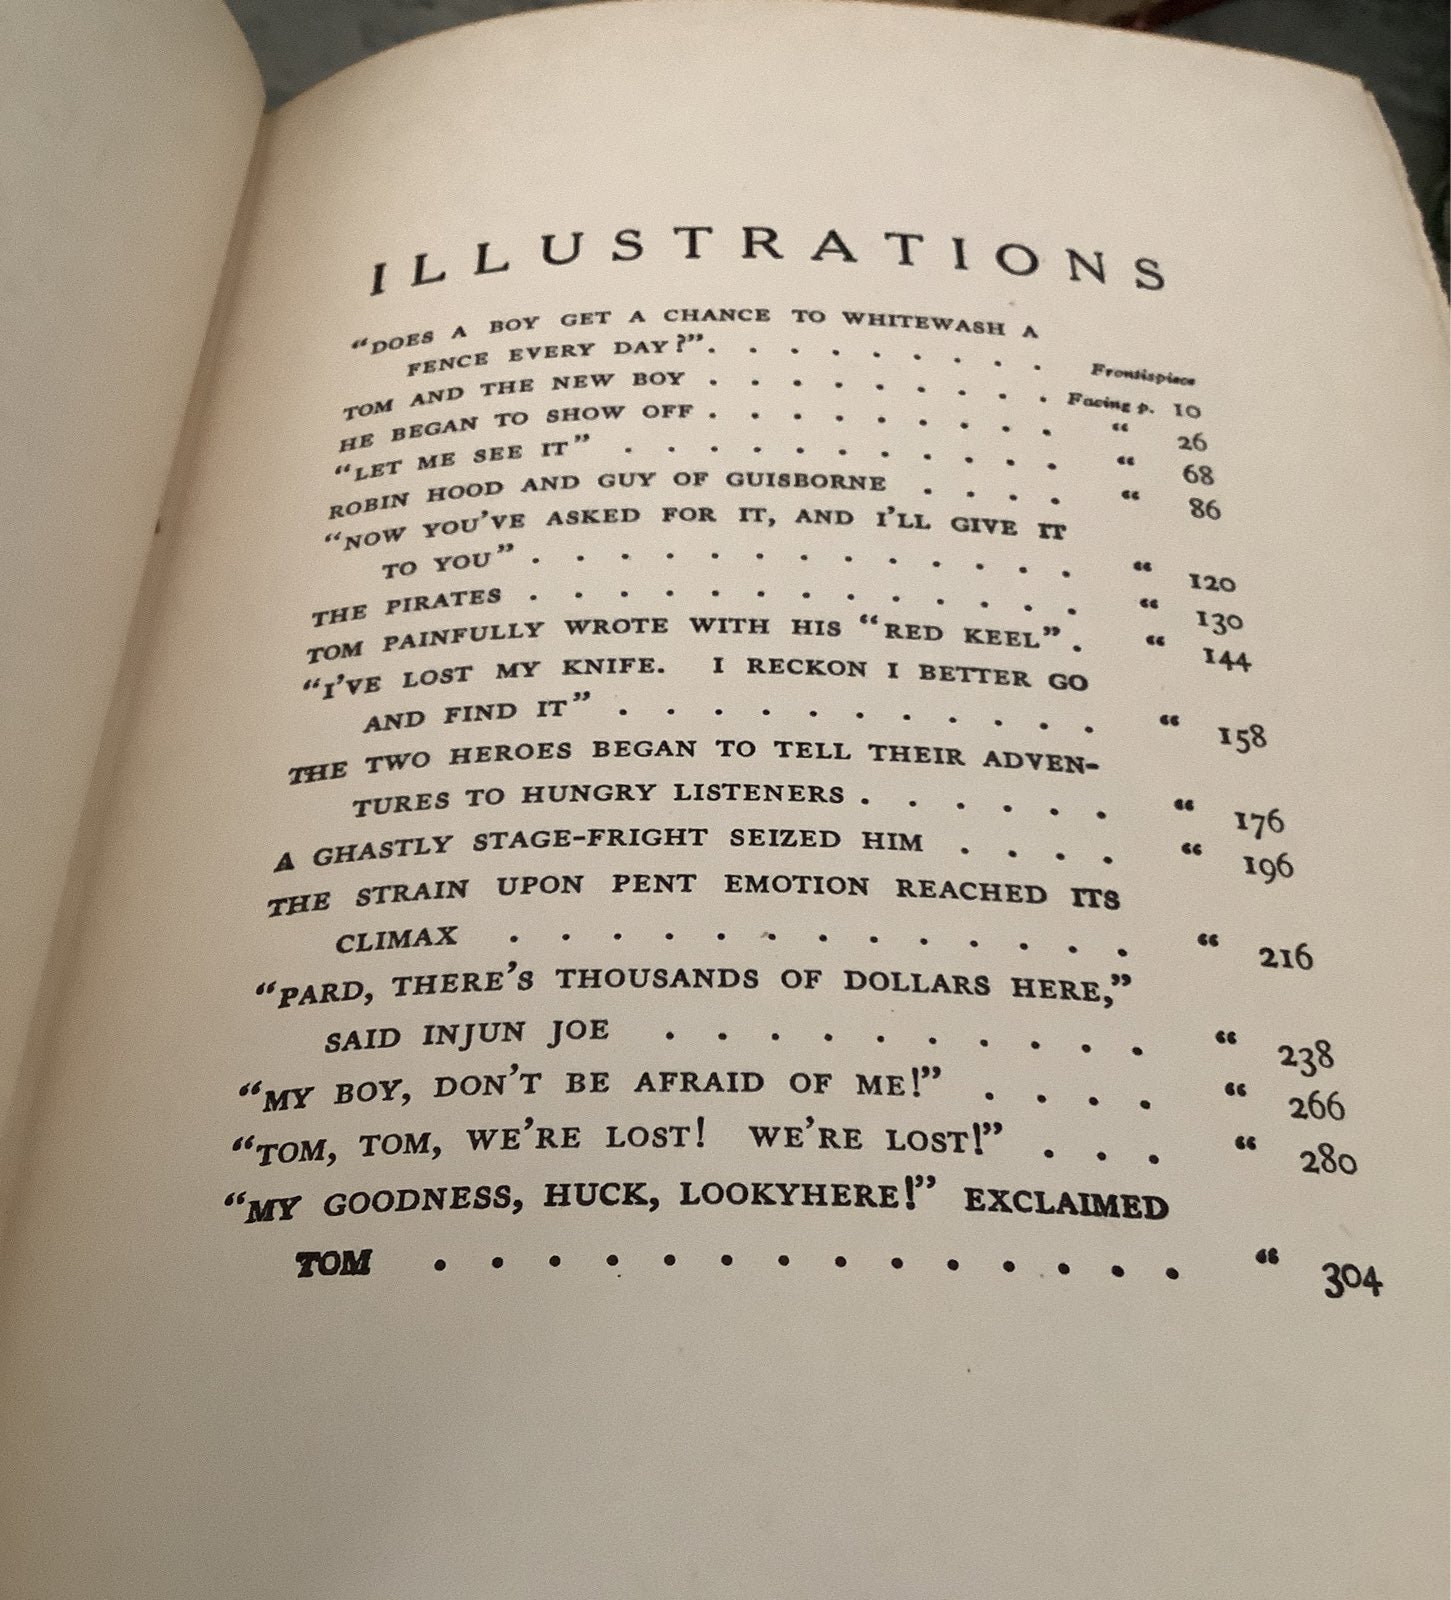 ILLUSTRATIONS
"DOES A BOY GET A CHANCE TO WHITEWASH A
FENCE EVERY DAY?" . . . . . . . . . Frontispiece
TOM AND THE NEW BOY . . . . . . . . . Facing p. 10
HE BEGAN TO SHOW OFF . . . . . . . . . " 26
"LET ME SEE IT" . . . . . . . . . . . " 68
ROBIN HOOD AND GUY OF GUISBORNE . . . . " 86
"NOW YOU'VE ASKED FOR IT, AND I'LL GIVE IT
TO YOU" . . . . . . . . . . . . . " 120
THE PIRATES . . . . . . . . . . . . . " 130
TOM PAINFULLY WROTE WITH HIS "RED KEEL" . " 144
"I'VE LOST MY KNIFE. I RECKON I BETTER GO
AND FIND IT" . . . . . . . . . . . " 158
THE TWO HEROES BEGAN TO TELL THEIR ADVEN-
TURES TO HUNGRY LISTENERS . . . . . . " 176
A GHASTLY STAGE-FRIGHT SEIZED HIM . . . . " 196
THE STRAIN UPON PENT EMOTION REACHED ITS
CLIMAX . . . . . . . . . . . . . " 216
"PARD, THERE'S THOUSANDS OF DOLLARS HERE,"
SAID INJUN JOE . . . . . . . . . . " 238
"MY BOY, DON'T BE AFRAID OF ME!" . . . . " 266
"TOM, TOM, WE'RE LOST! WE'RE LOST!" . . . " 280
"MY GOODNESS, HUCK, LOOKYHERE!" EXCLAIMED
TOM . . . . . . . . . . . . . . " 304